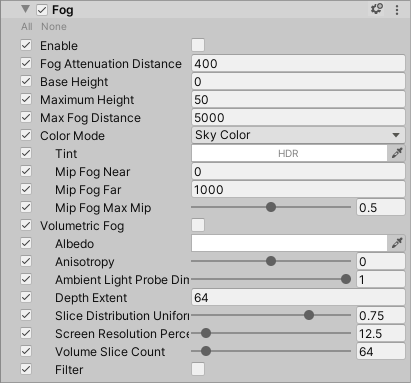 Fog
All None
Enable
Fog Attenuation Distance 400
Base Height 0
Maximum Height 50
Max Fog Distance 5000
Color Mode Sky Color
Tint HDR
Mip Fog Near 0
Mip Fog Far 1000
Mip Fog Max Mip 0.5
Volumetric Fog
Albedo
Anisotropy 0
Ambient Light Probe Dim 1
Depth Extent 64
Slice Distribution Unifor 0.75
Screen Resolution Perce 12.5
Volume Slice Count 64
Filter